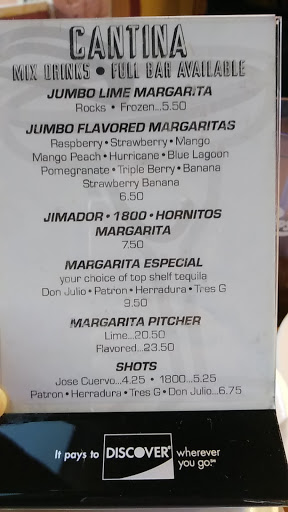 CANTINA
MIX DRINKS • FULL BAR AVAILABLE
JUMBO LIME MARGARITA
Rocks • Frozen...5.50
JUMBO FLAVORED MARGARITAS
Raspberry • Strawberry • Mango
Mango Peach • Hurricane • Blue Lagoon
Pomegranate • Triple Berry • Banana
Strawberry Banana
6.50
JIMADOR • 1800 • HORNITOS
MARGARITA
7.50
MARGARITA ESPECIAL
your choice of top shelf tequila
Don Julio • Patron • Herradura • Tres G
9.50
MARGARITA PITCHER
Lime...20.50
Flavored...23.50
SHOTS
Jose Cuervo...4.25 • 1800...5.25
Patron • Herradura • Tres G • Don Julio...6.75
It pays to DISCOVER wherever
you go.